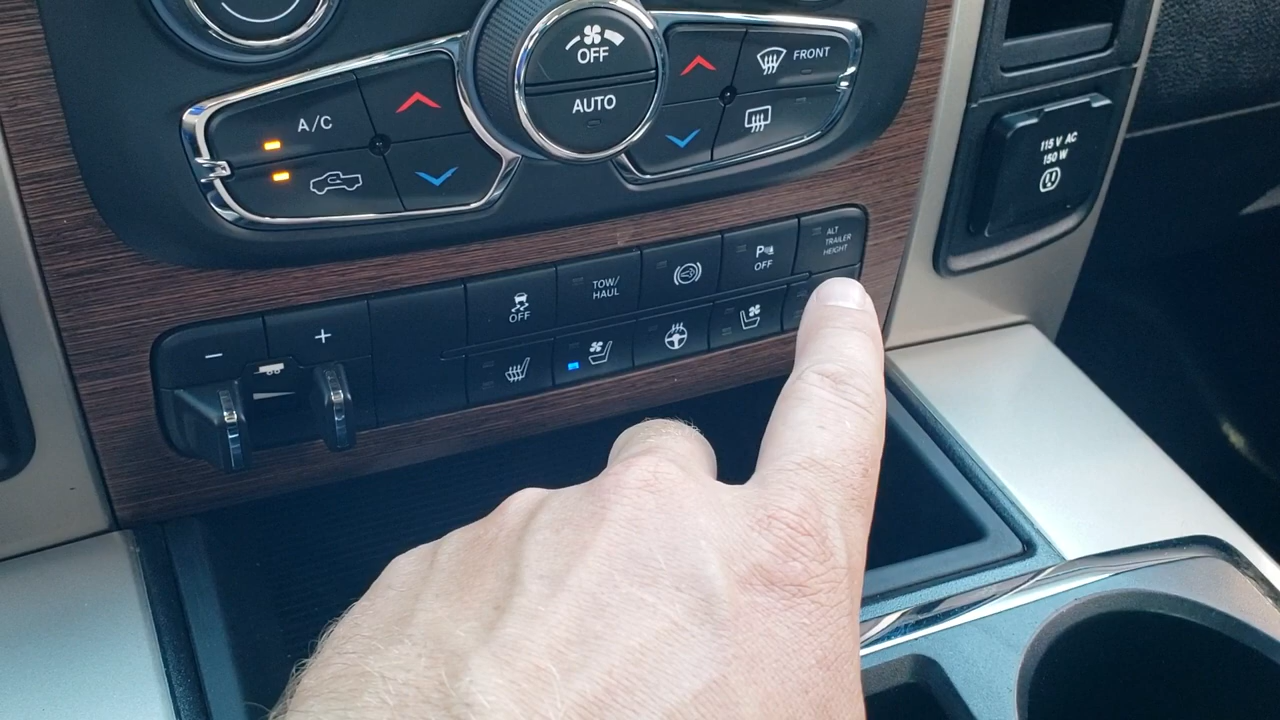 OFF
AUTO
A/C
FRONT
115 V AC
150 W
TOW/
HAUL
OFF
P
OFF
ALT
TRAILER
HEIGHT
- +